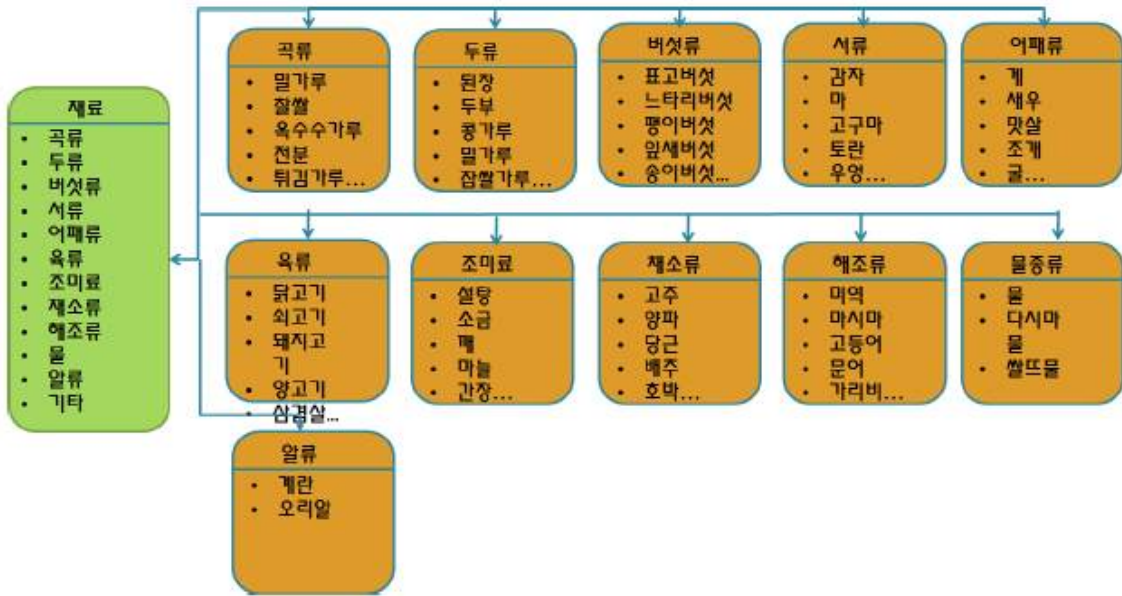 재료
• 곡류
• 두류
• 버섯류
• 서류
• 어패류
• 육류
• 조미료
• 채소류
• 해조류
• 물
• 알류
• 기타
곡류
• 밀가루
• 찰쌀
• 옥수수가루
• 전분
• 튀김가루...
두류
• 된장
• 두부
• 콩가루
• 밀가루
• 찹쌀가루...
버섯류
• 표고버섯
• 느타리버섯
• 팽이버섯
• 잎새버섯
• 송이버섯...
서류
• 감자
• 마
• 고구마
• 토란
• 우엉...
어패류
• 게
• 새우
• 맛살
• 조개
• 굴...
육류
• 닭고기
• 쇠고기
• 돼지고
기
• 양고기
• 삼겹살...
조미료
• 설탕
• 소금
• 깨
• 마늘
• 간장...
채소류
• 고주
• 양파
• 당근
• 배추
• 호박...
해조류
• 미역
• 마시마
• 고등어
• 문어
• 가리비...
물종류
• 물
• 다시마
물
• 쌀뜨물
알류
• 계란
• 오리알